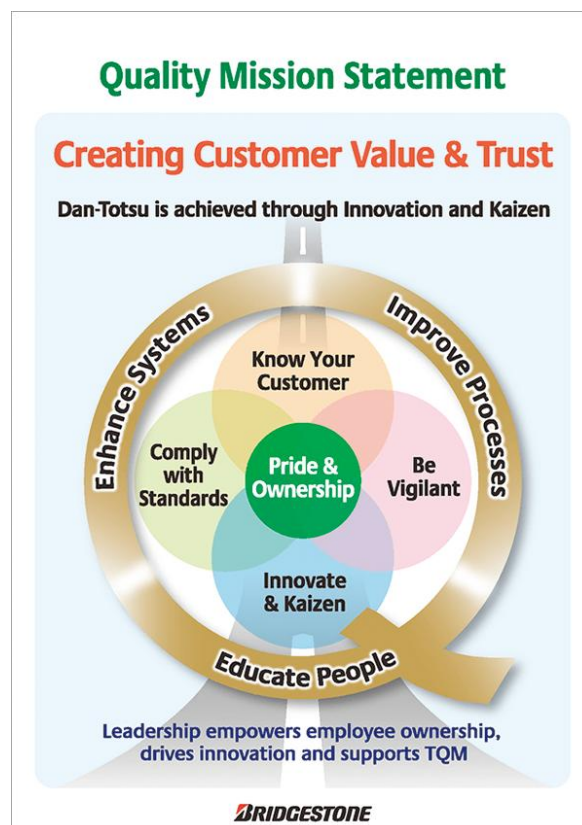 Quality Mission Statement
Creating Customer Value & Trust
Dan-Totsu is achieved through Innovation and Kaizen
Enhance Systems
Improve Processes
Know Your
Customer
Comply
with
Standards
Pride &
Ownership
Be
Vigilant
Innovate
& Kaizen
Educate People
Leadership empowers employee ownership,
drives innovation and supports TQM
BRIDGESTONE